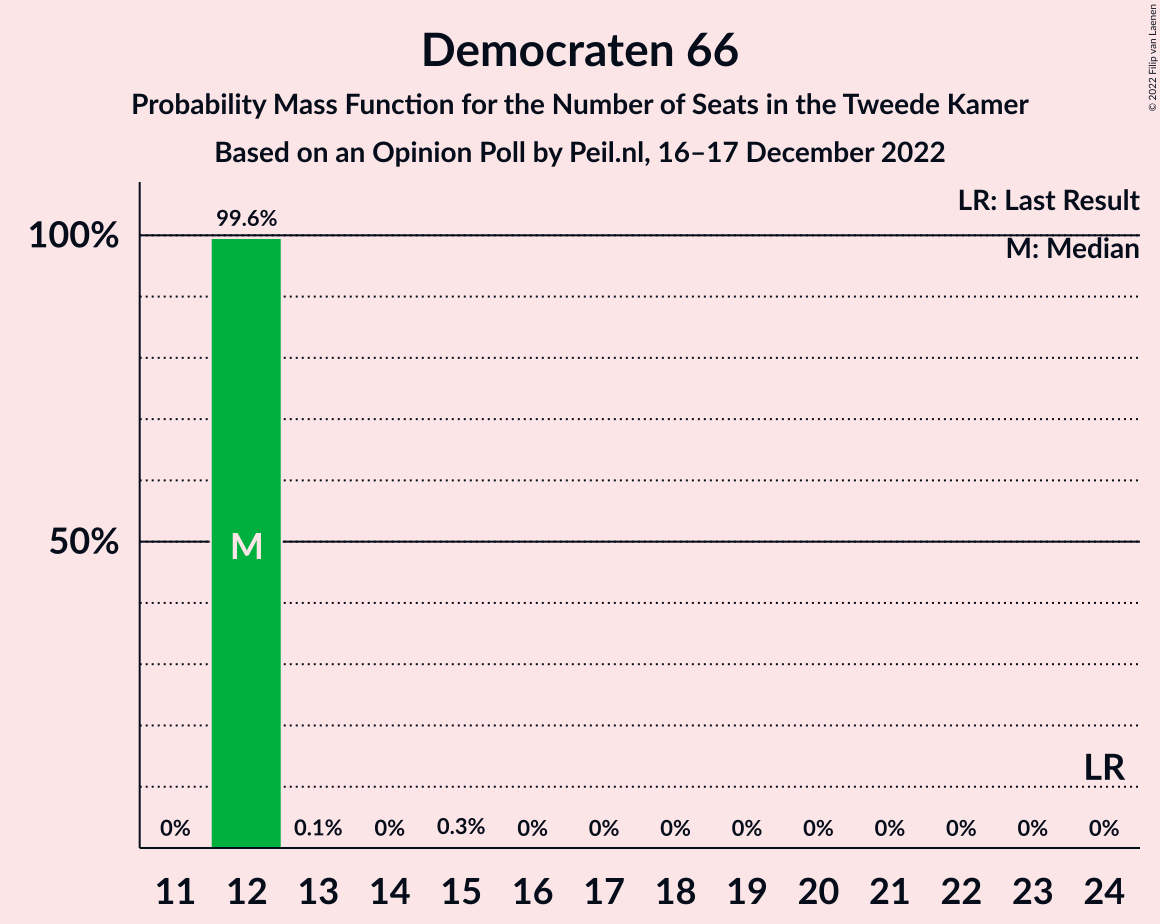 Democraten 66
Probability Mass Function for the Number of Seats in the Tweede Kamer
Based on an Opinion Poll by Peil.nl, 16–17 December 2022
© 2022 Filip van Laenen
LR: Last Result
M: Median
99.6%
100%
50%
M
LR
0% 0.1% 0% 0.3% 0% 0% 0% 0% 0% 0% 0% 0% 0%
11 12 13 14 15 16 17 18 19 20 21 22 23 24